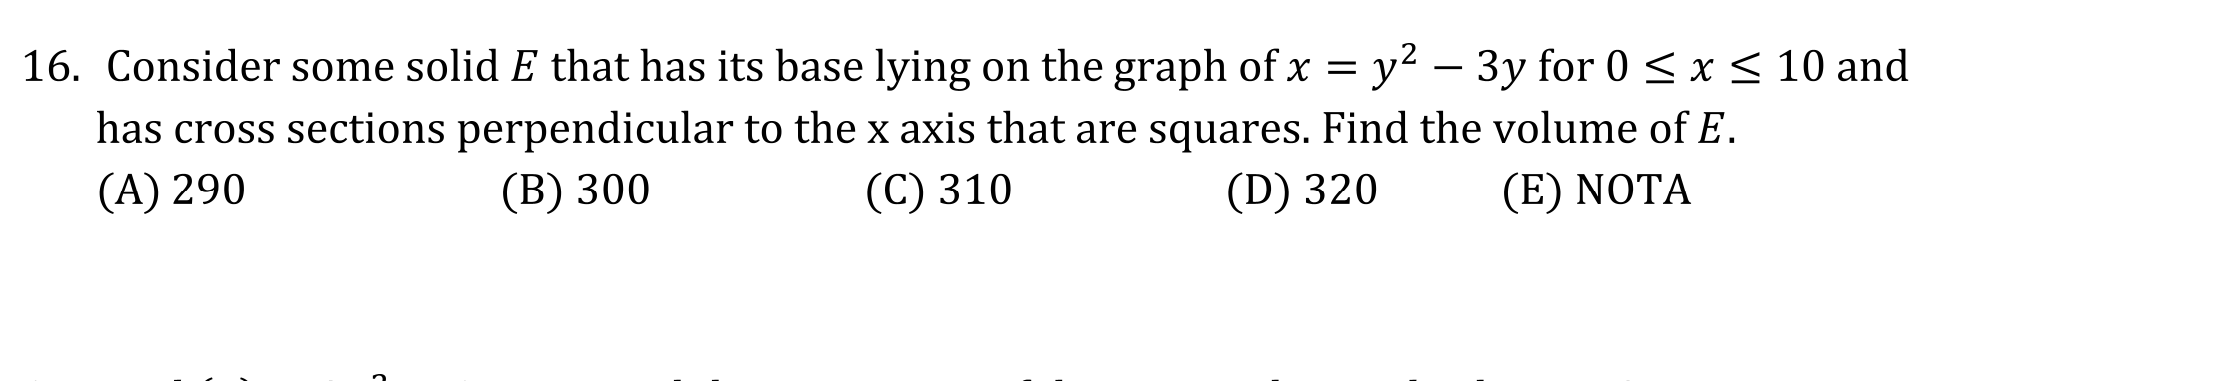 16. Consider some solid E that has its base lying on the graph of x = y² − 3y for 0 ≤ x ≤ 10 and
has cross sections perpendicular to the x axis that are squares. Find the volume of E.
(A) 290 (B) 300 (C) 310 (D) 320 (E) NOTA